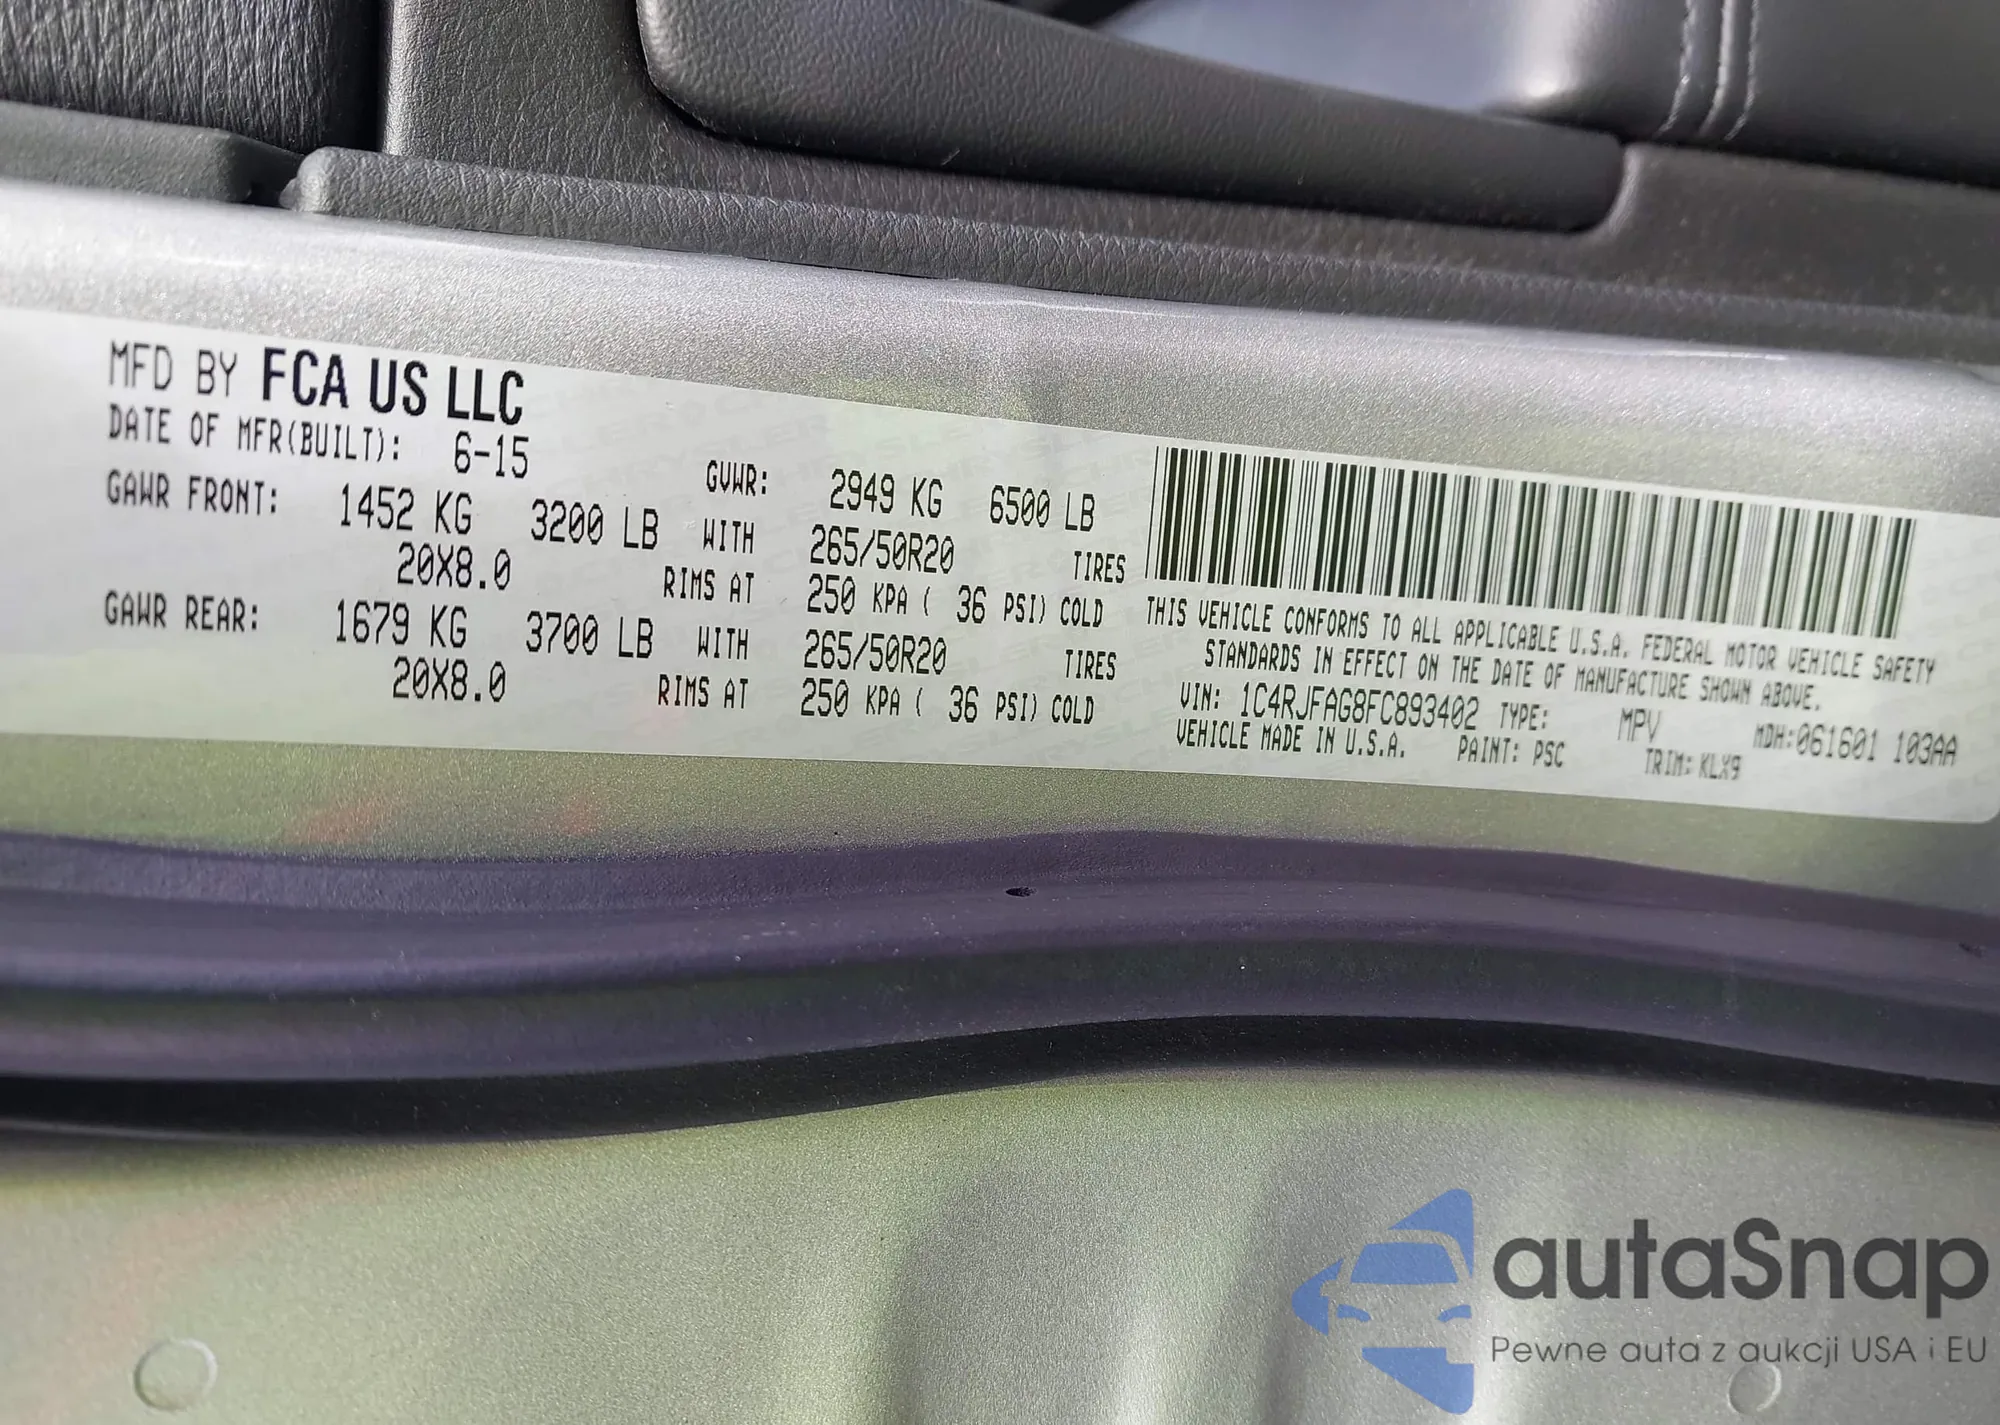 MFD BY FCA US LLC
DATE OF MFR(BUILT): 6-15
GVWR: 2949 KG 6500 LB
GAWR FRONT: 1452 KG 3200 LB WITH 265/50R20 TIRES
20X8.0 RIMS AT 250 KPA ( 36 PSI) COLD
GAWR REAR: 1679 KG 3700 LB WITH 265/50R20 TIRES
20X8.0 RIMS AT 250 KPA ( 36 PSI) COLD
THIS VEHICLE CONFORMS TO ALL APPLICABLE U.S.A. FEDERAL MOTOR VEHICLE SAFETY
STANDARDS IN EFFECT ON THE DATE OF MANUFACTURE SHOWN ABOVE.
VIN: 1C4RJFAG8FC893402 TYPE: MPV MDH:061601 103AA
VEHICLE MADE IN U.S.A. PAINT: PSC TRIM: KLX9
autaSnap
Pewne auta z aukcji USA i EU